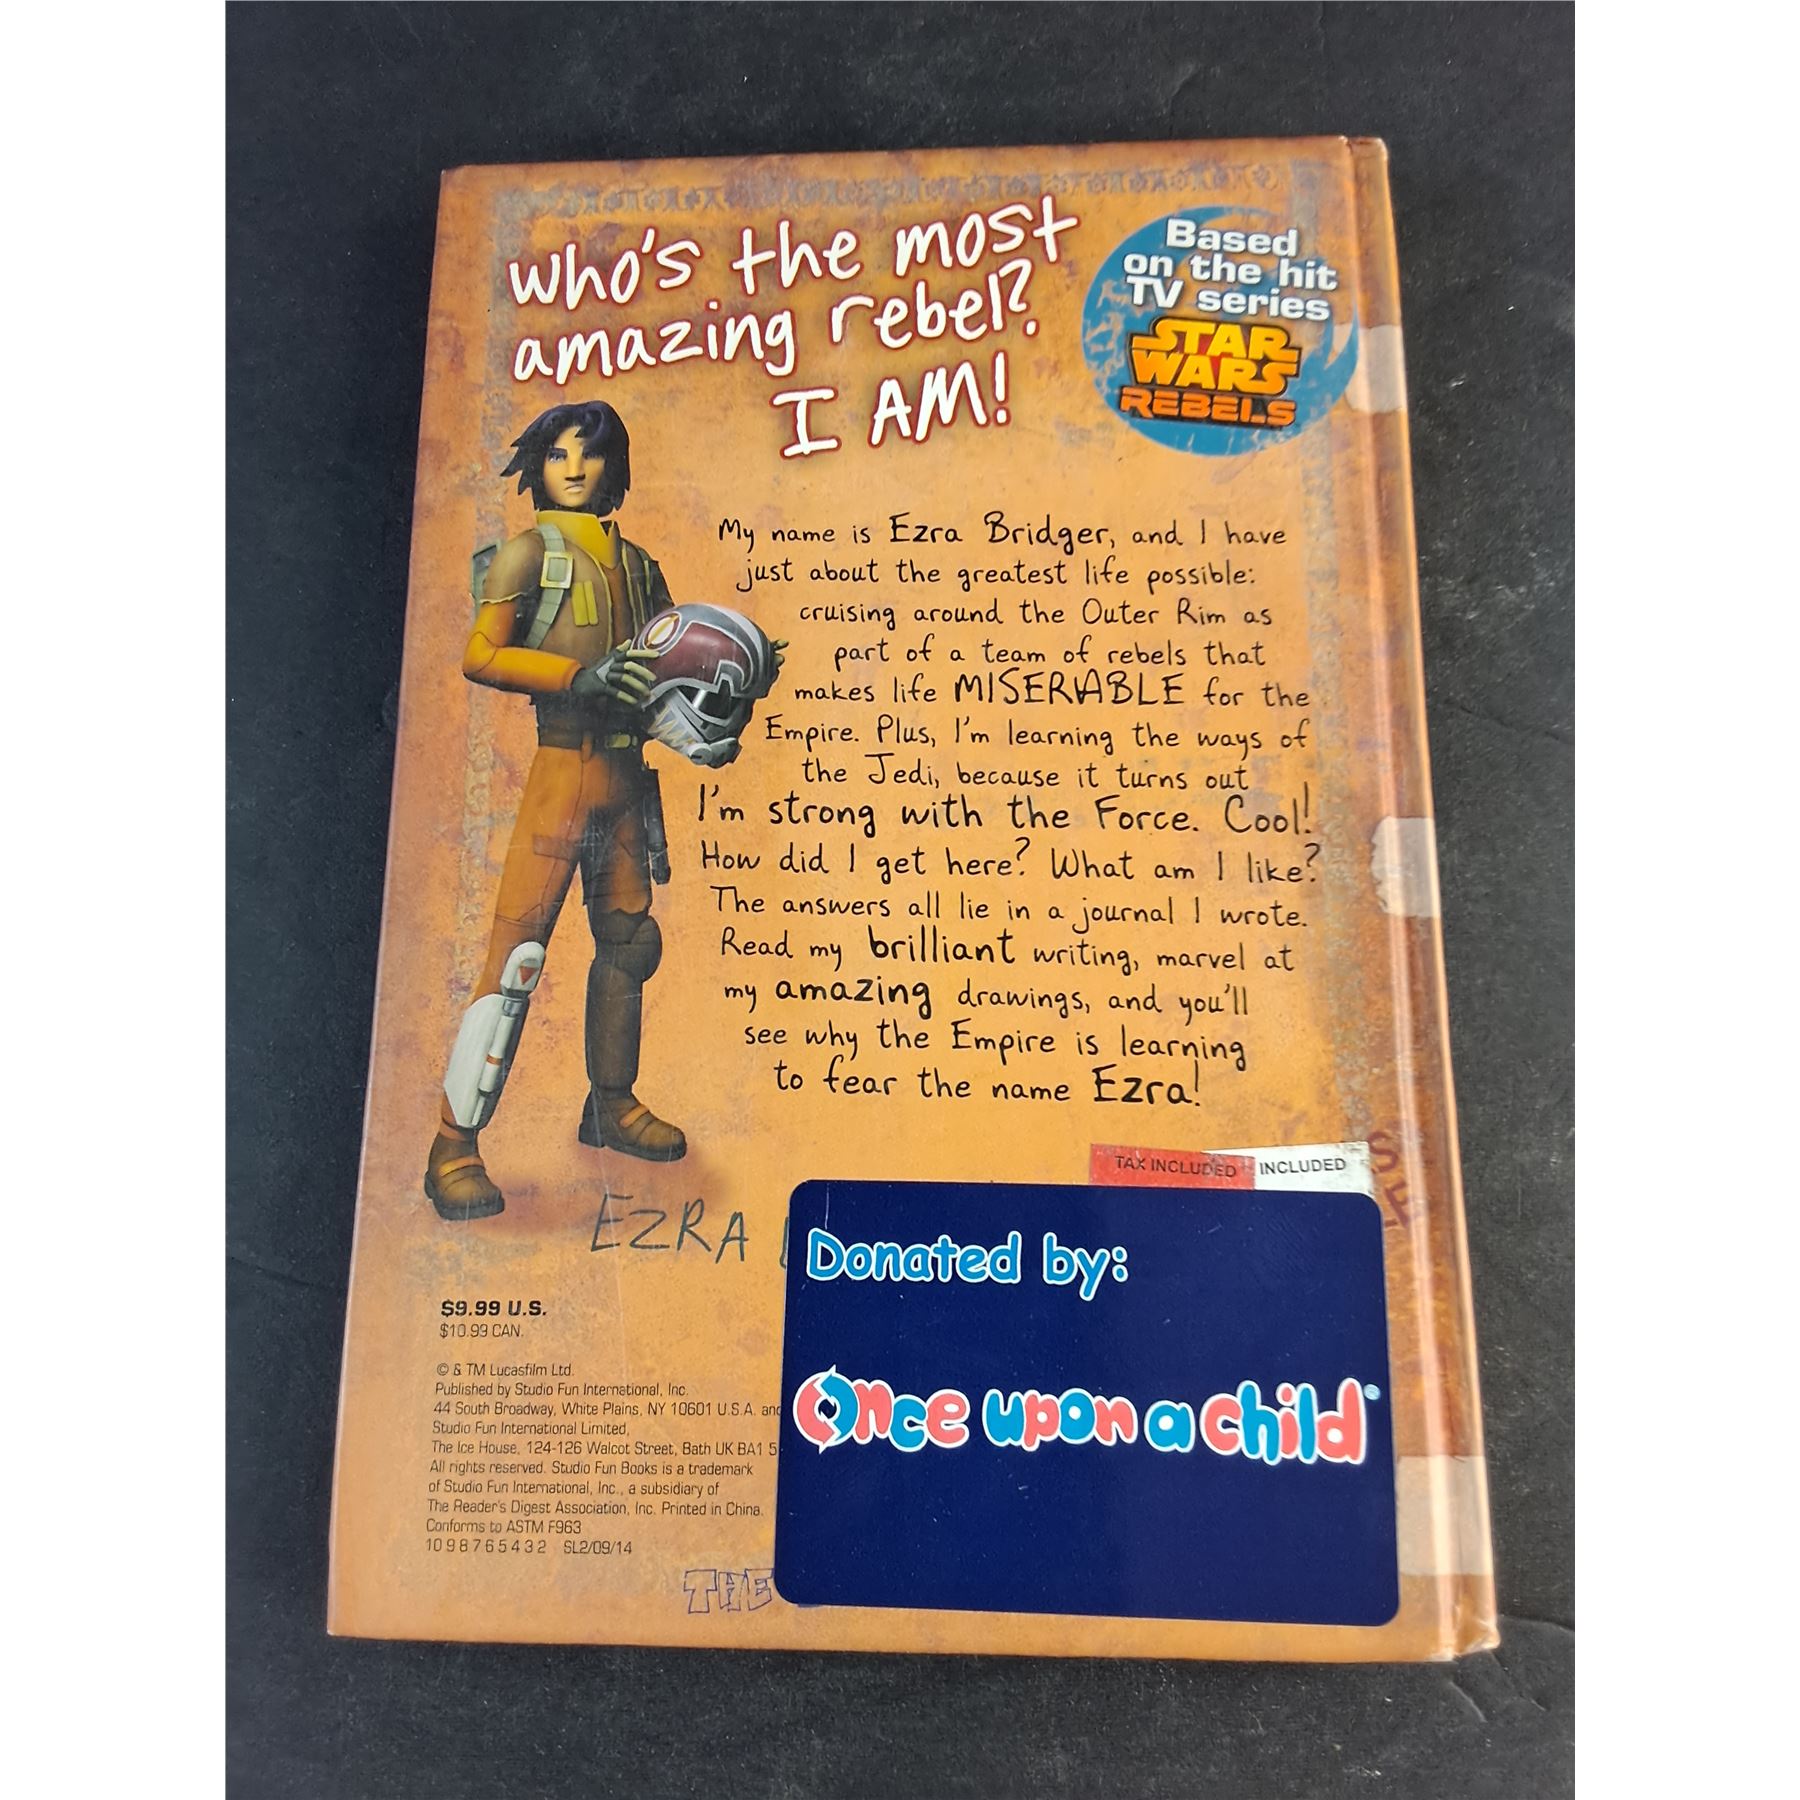 Who's the most
amazing rebel?
I AM!
Based
on the hit
TV series
STAR
WARS
REBELS
My name is Ezra Bridger, and I have
just about the greatest life possible:
cruising around the Outer Rim as
part of a team of rebels that
makes life MISERABLE for the
Empire. Plus, I'm learning the ways of
the Jedi, because it turns out
I'm strong with the Force. Cool!
How did I get here? What am I like?
The answers all lie in a journal I wrote.
Read my brilliant writing, marvel at
my amazing drawings, and you'll
see why the Empire is learning
to fear the name Ezra!
TAX INCLUDED INCLUDED
EZRA
Donated by:
Once upon a child®
$9.99 U.S.
$10.99 CAN.
© & TM Lucasfilm Ltd.
Published by Studio Fun International, Inc.
44 South Broadway, White Plains, NY 10601 U.S.A. and
Studio Fun International Limited,
The Ice House, 124-126 Walcot Street, Bath UK BA1 5
All rights reserved. Studio Fun Books is a trademark
of Studio Fun International, Inc., a subsidiary of
The Reader's Digest Association, Inc. Printed in China.
Conforms to ASTM F963
10 9 8 7 6 5 4 3 2 SL2/09/14
THE